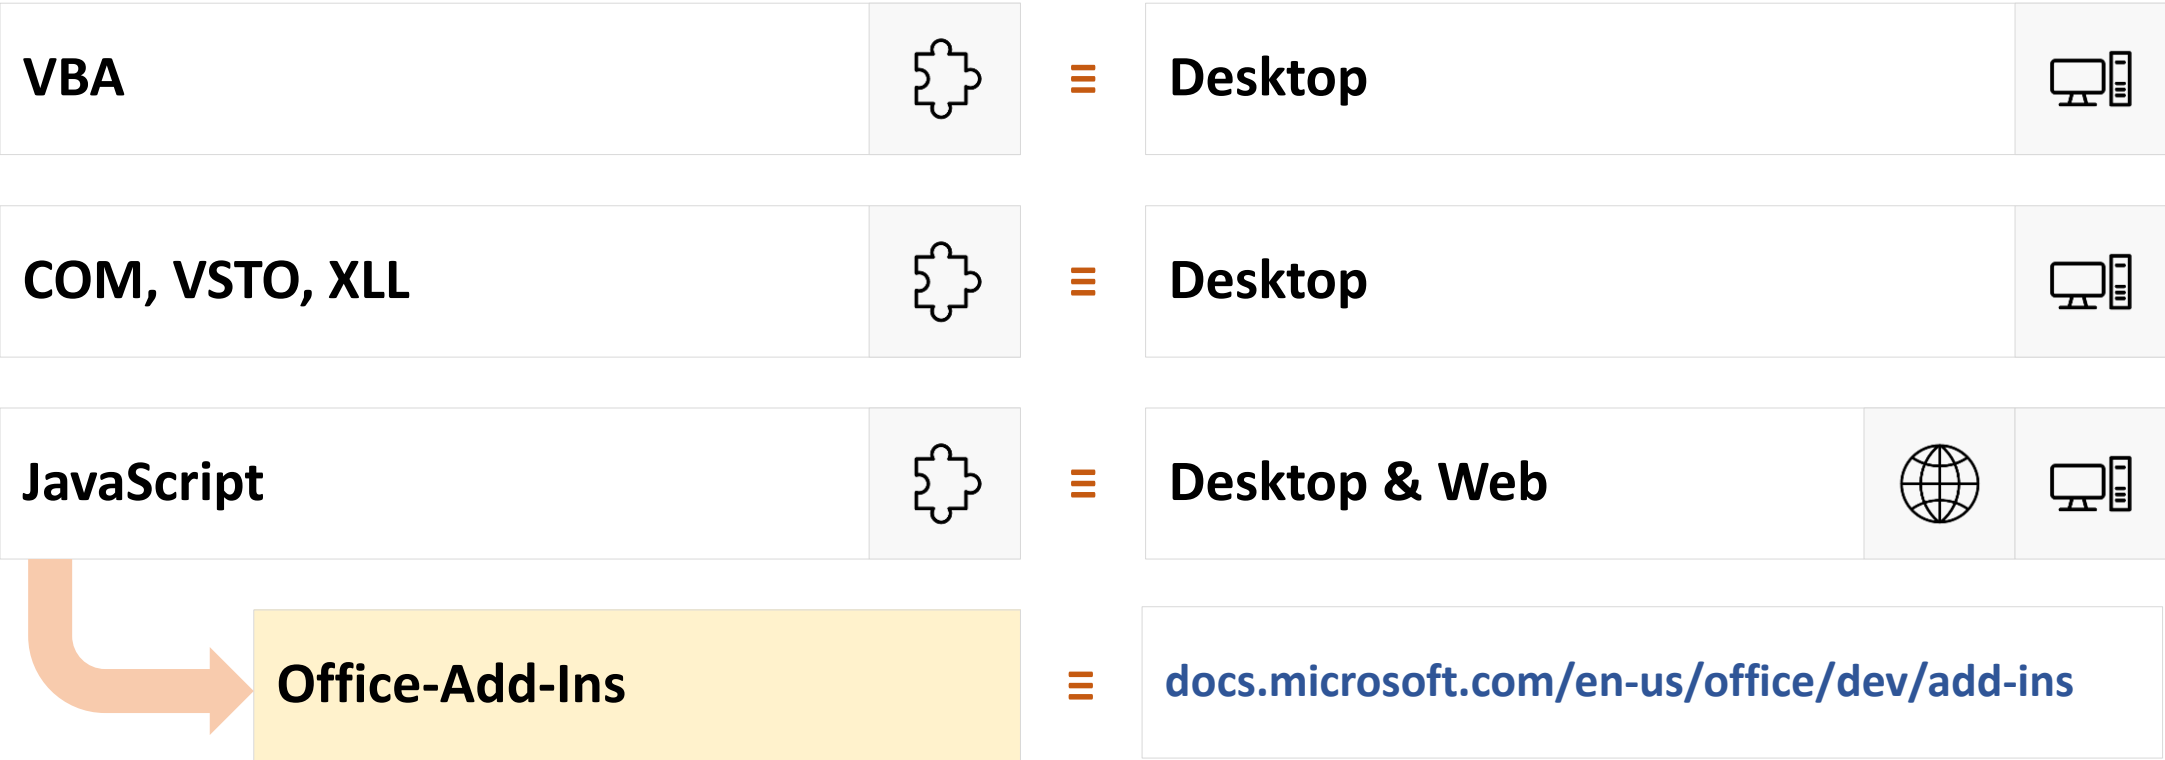 VBA
Desktop
COM, VSTO, XLL
Desktop
JavaScript
Desktop & Web
Office-Add-Ins
docs.microsoft.com/en-us/office/dev/add-ins